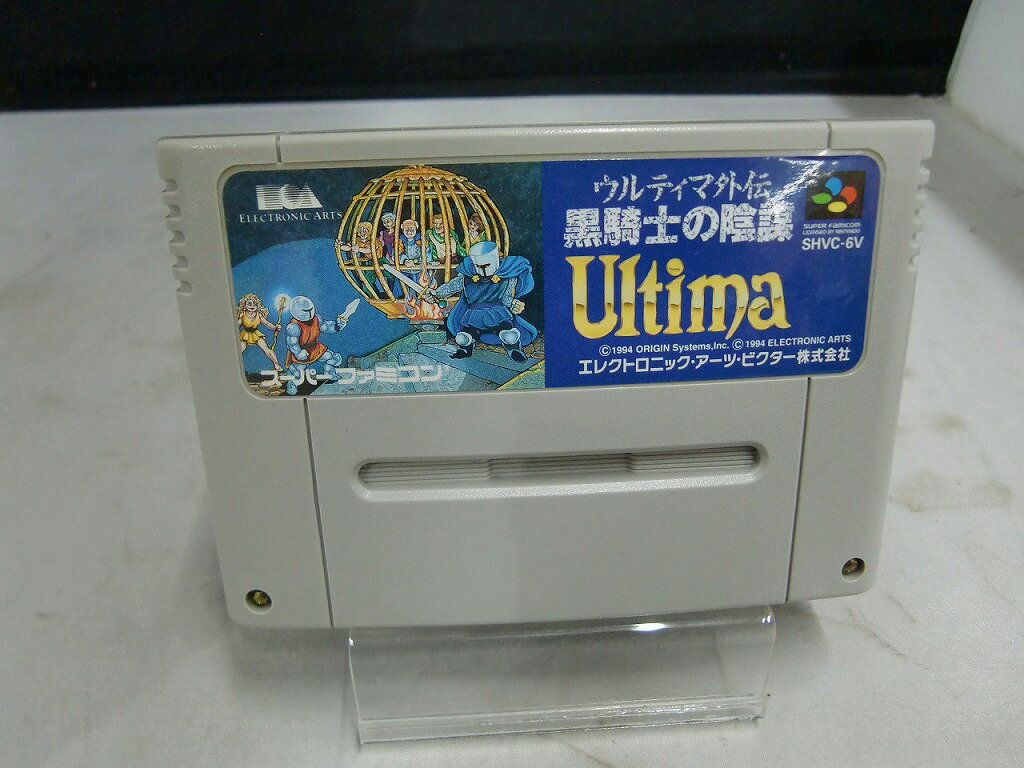 ELECTRONIC ARTS
スーパーファミコン
ウルティマ外伝
黒騎士の陰謀
Ultima
SUPER FAMICOM
LICENSED BY NINTENDO
SHVC-6V
©1994 ORIGIN Systems,Inc. ©1994 ELECTRONIC ARTS
エレクトロニック・アーツ・ビクター株式会社